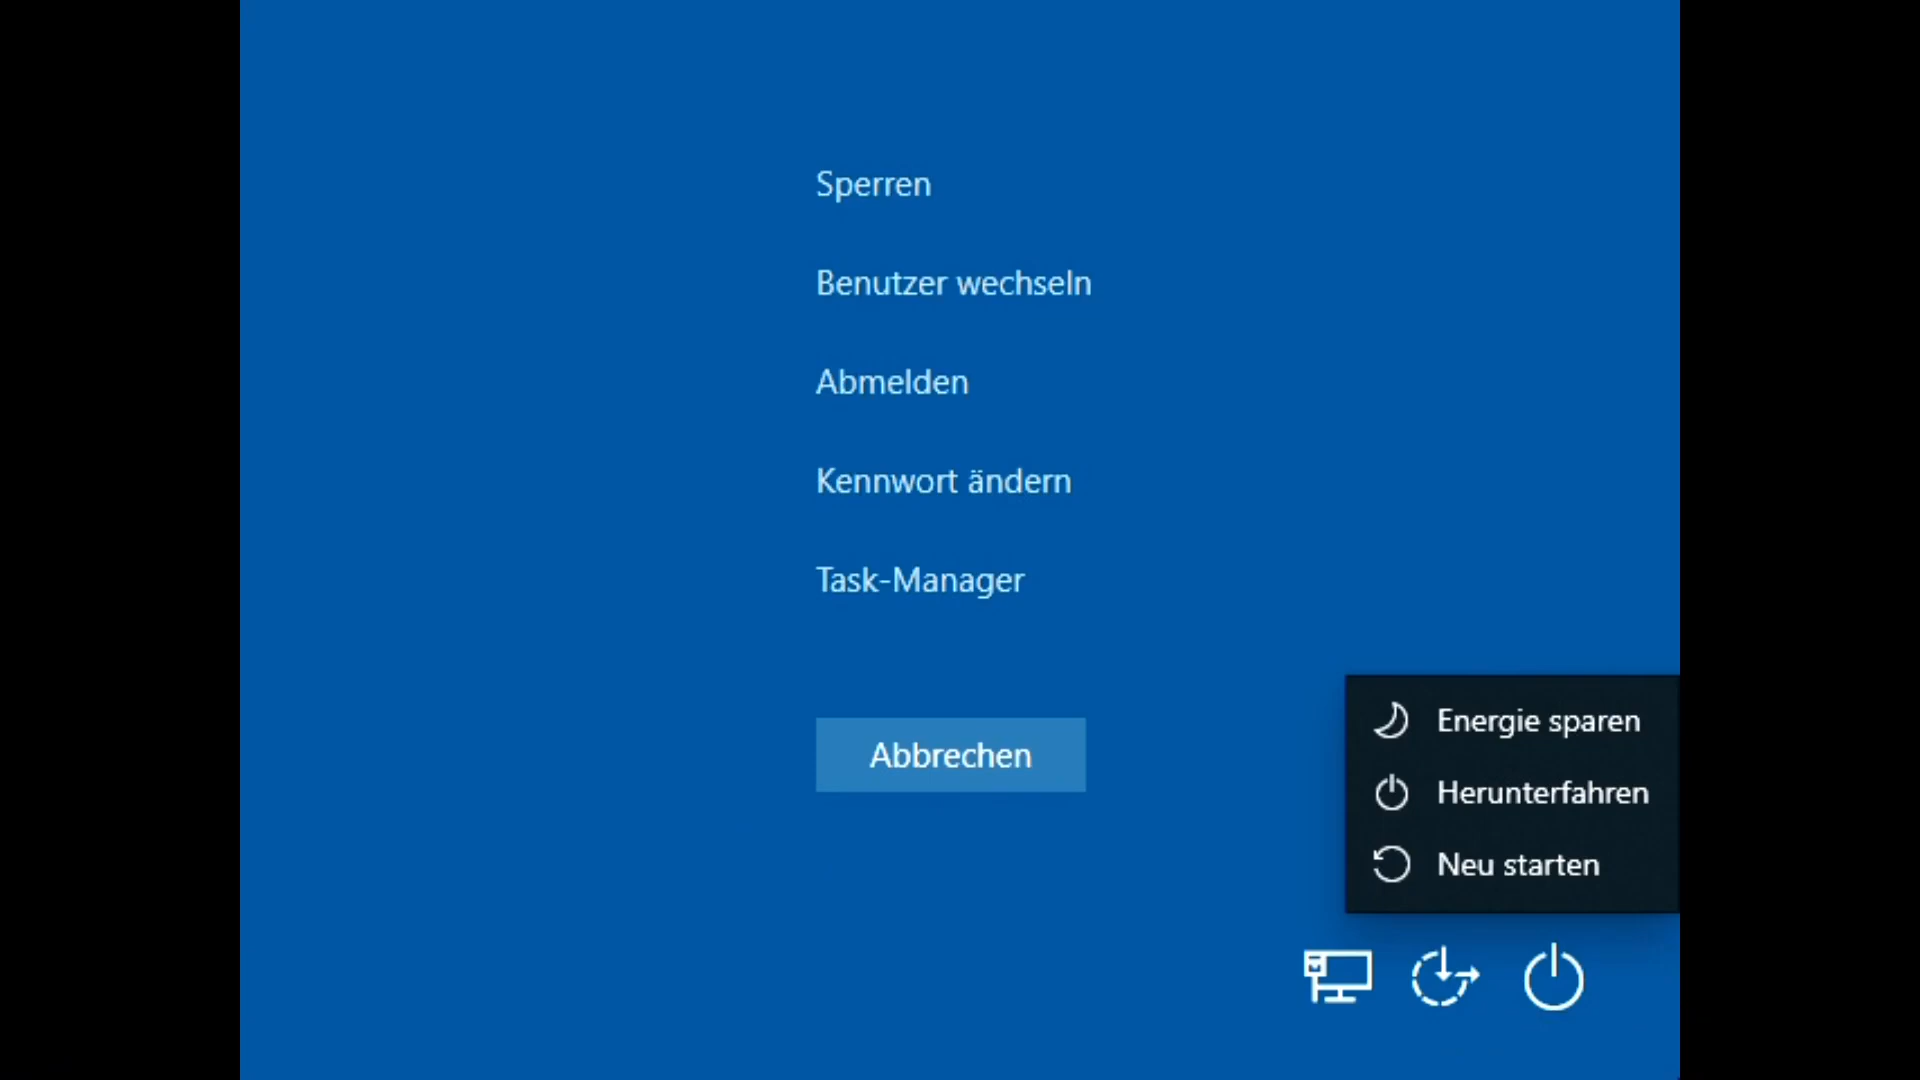 Sperren
Benutzer wechseln
Abmelden
Kennwort ändern
Task-Manager
Abbrechen
Energie sparen
Herunterfahren
Neu starten